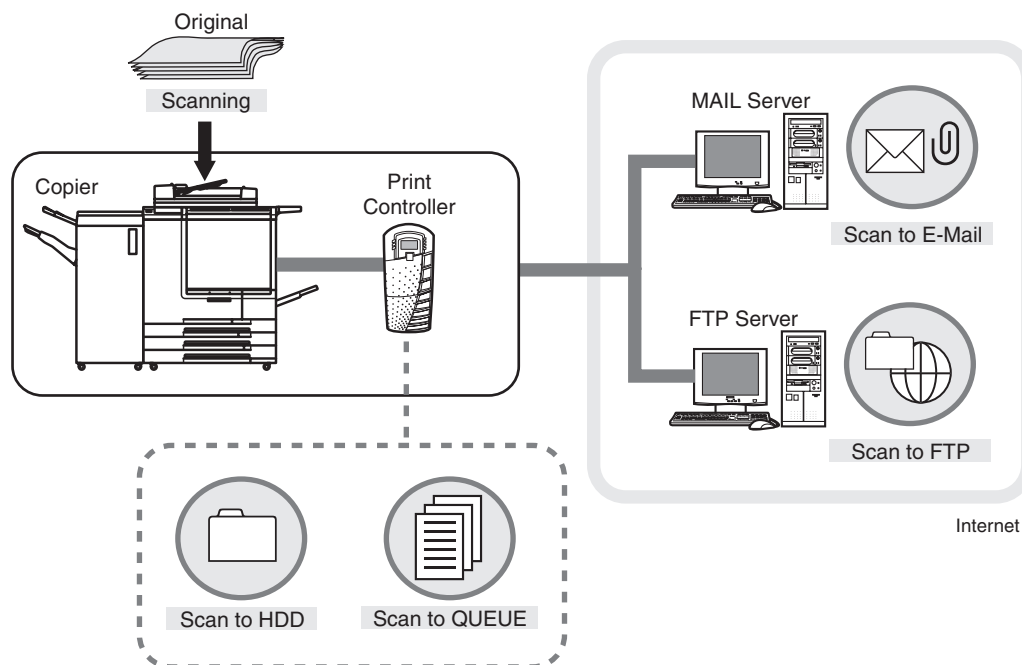 Original
Scanning
Copier
Print
Controller
MAIL Server
Scan to E-Mail
FTP Server
Scan to FTP
Internet
Scan to HDD
Scan to QUEUE